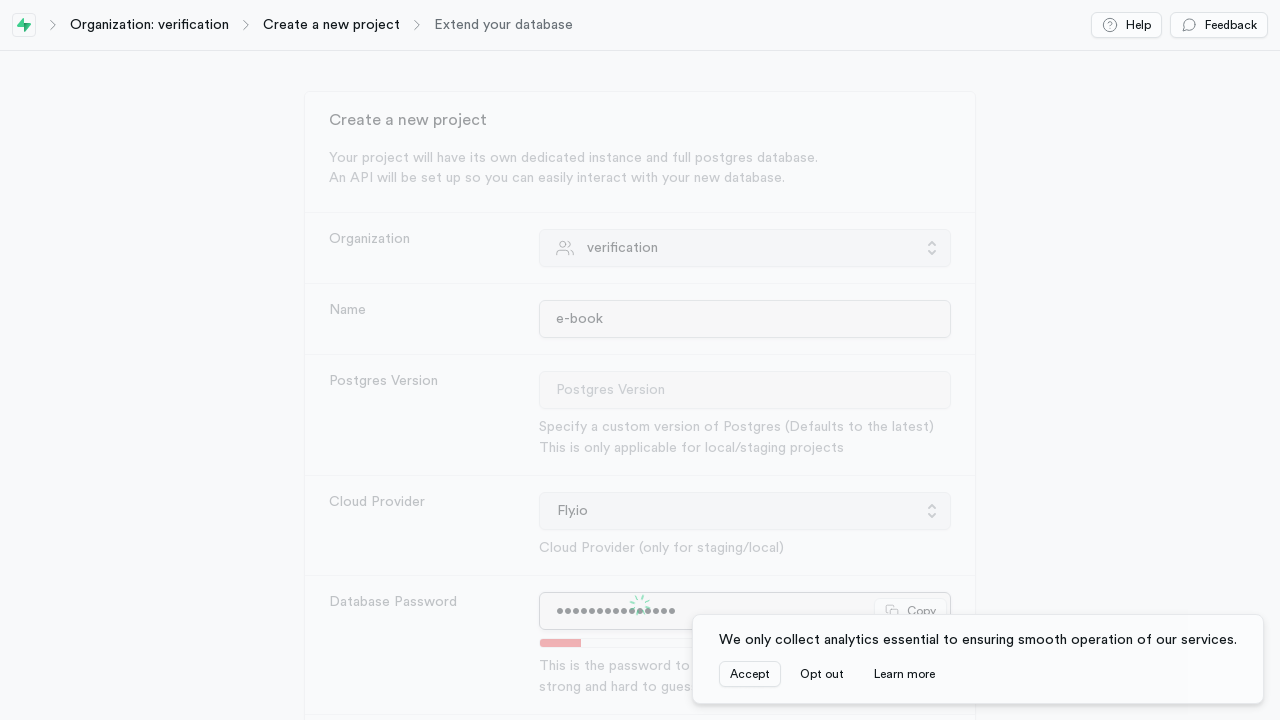 Organization: verification
Create a new project
Extend your database
Help
Feedback
Create a new project
Your project will have its own dedicated instance and full postgres database.
An API will be set up so you can easily interact with your new database.
Organization
verification
Name
e-book
Postgres Version
Postgres Version
Specify a custom version of Postgres (Defaults to the latest)
This is only applicable for local/staging projects
Cloud Provider
Fly.io
Cloud Provider (only for staging/local)
Database Password
Copy
This is the password to
strong and hard to gues
We only collect analytics essential to ensuring smooth operation of our services.
Accept
Opt out
Learn more